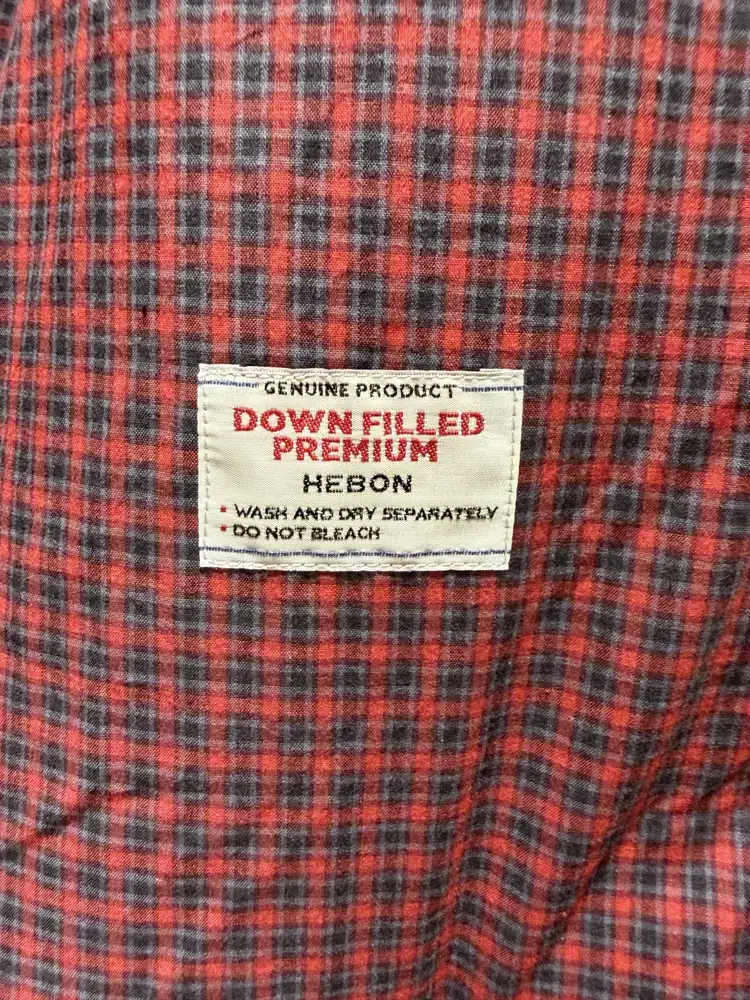 GENUINE PRODUCT
DOWN FILLED
PREMIUM
HEBON
• WASH AND DRY SEPARATELY
• DO NOT BLEACH